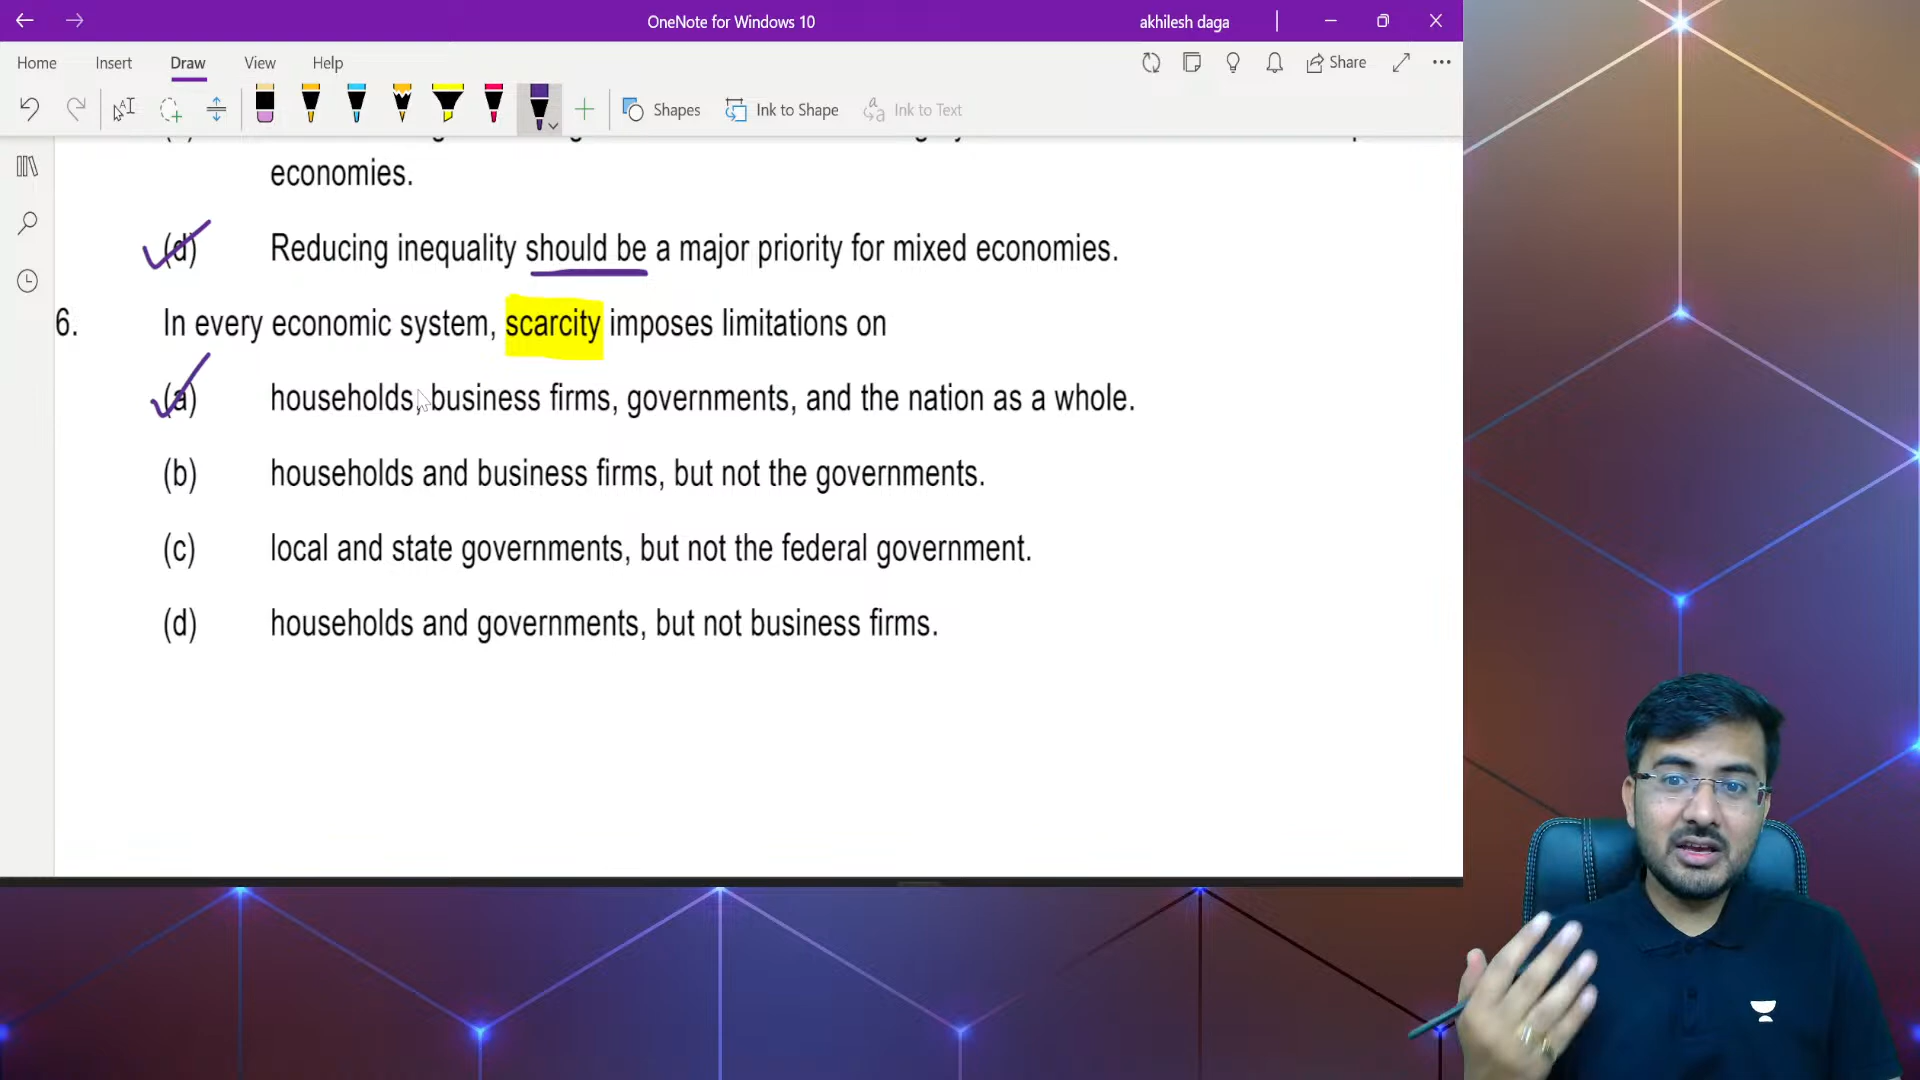 OneNote for Windows 10
akhilesh daga
Home Insert Draw View Help
Share
Shapes Ink to Shape Ink to Text
economies.
(d) Reducing inequality should be a major priority for mixed economies.
6. In every economic system, scarcity imposes limitations on
(a) households, business firms, governments, and the nation as a whole.
(b) households and business firms, but not the governments.
(c) local and state governments, but not the federal government.
(d) households and governments, but not business firms.